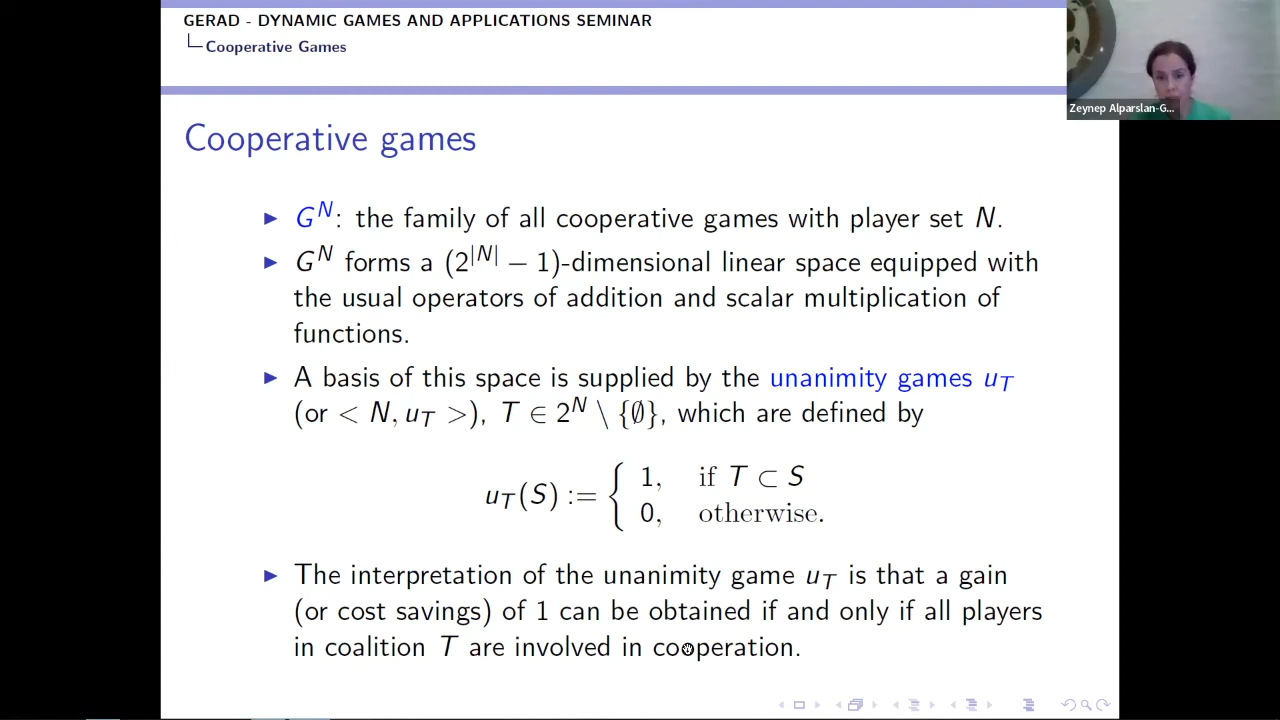 GERAD - DYNAMIC GAMES AND APPLICATIONS SEMINAR
Cooperative Games
Zeynep Alparslan-G...
Cooperative games
► G^N: the family of all cooperative games with player set N.
► G^N forms a (2^|N| − 1)-dimensional linear space equipped with
the usual operators of addition and scalar multiplication of
functions.
► A basis of this space is supplied by the unanimity games u_T
(or < N, u_T >), T ∈ 2^N \ {∅}, which are defined by
u_T(S) := { 1, if T ⊂ S
0, otherwise.
► The interpretation of the unanimity game u_T is that a gain
(or cost savings) of 1 can be obtained if and only if all players
in coalition T are involved in cooperation.